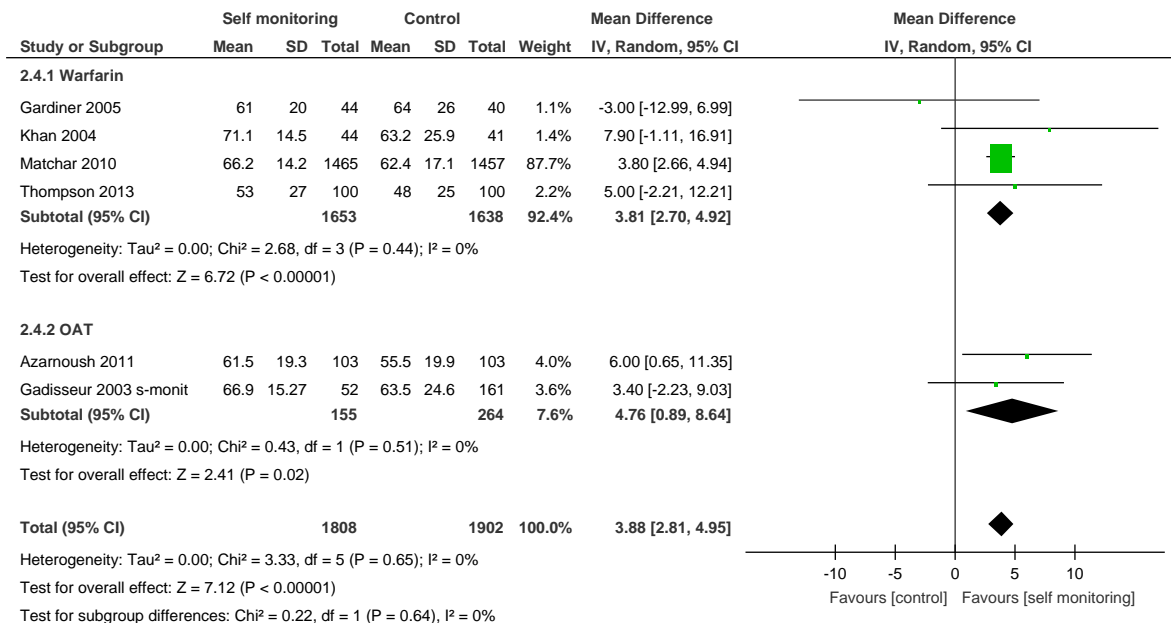 Self monitoring Control Mean Difference Mean Difference
Study or Subgroup Mean SD Total Mean SD Total Weight IV, Random, 95% CI IV, Random, 95% CI
2.4.1 Warfarin
Gardiner 2005 61 20 44 64 26 40 1.1% -3.00 [-12.99, 6.99]
Khan 2004 71.1 14.5 44 63.2 25.9 41 1.4% 7.90 [-1.11, 16.91]
Matchar 2010 66.2 14.2 1465 62.4 17.1 1457 87.7% 3.80 [2.66, 4.94]
Thompson 2013 53 27 100 48 25 100 2.2% 5.00 [-2.21, 12.21]
Subtotal (95% CI) 1653 1638 92.4% 3.81 [2.70, 4.92]
Heterogeneity: Tau² = 0.00; Chi² = 2.68, df = 3 (P = 0.44); I² = 0%
Test for overall effect: Z = 6.72 (P < 0.00001)
2.4.2 OAT
Azarnoush 2011 61.5 19.3 103 55.5 19.9 103 4.0% 6.00 [0.65, 11.35]
Gadisseur 2003 s-monit 66.9 15.27 52 63.5 24.6 161 3.6% 3.40 [-2.23, 9.03]
Subtotal (95% CI) 155 264 7.6% 4.76 [0.89, 8.64]
Heterogeneity: Tau² = 0.00; Chi² = 0.43, df = 1 (P = 0.51); I² = 0%
Test for overall effect: Z = 2.41 (P = 0.02)
Total (95% CI) 1808 1902 100.0% 3.88 [2.81, 4.95]
Heterogeneity: Tau² = 0.00; Chi² = 3.33, df = 5 (P = 0.65); I² = 0%
Test for overall effect: Z = 7.12 (P < 0.00001)
Test for subgroup differences: Chi² = 0.22, df = 1 (P = 0.64), I² = 0%
-10 -5 0 5 10
Favours [control] Favours [self monitoring]